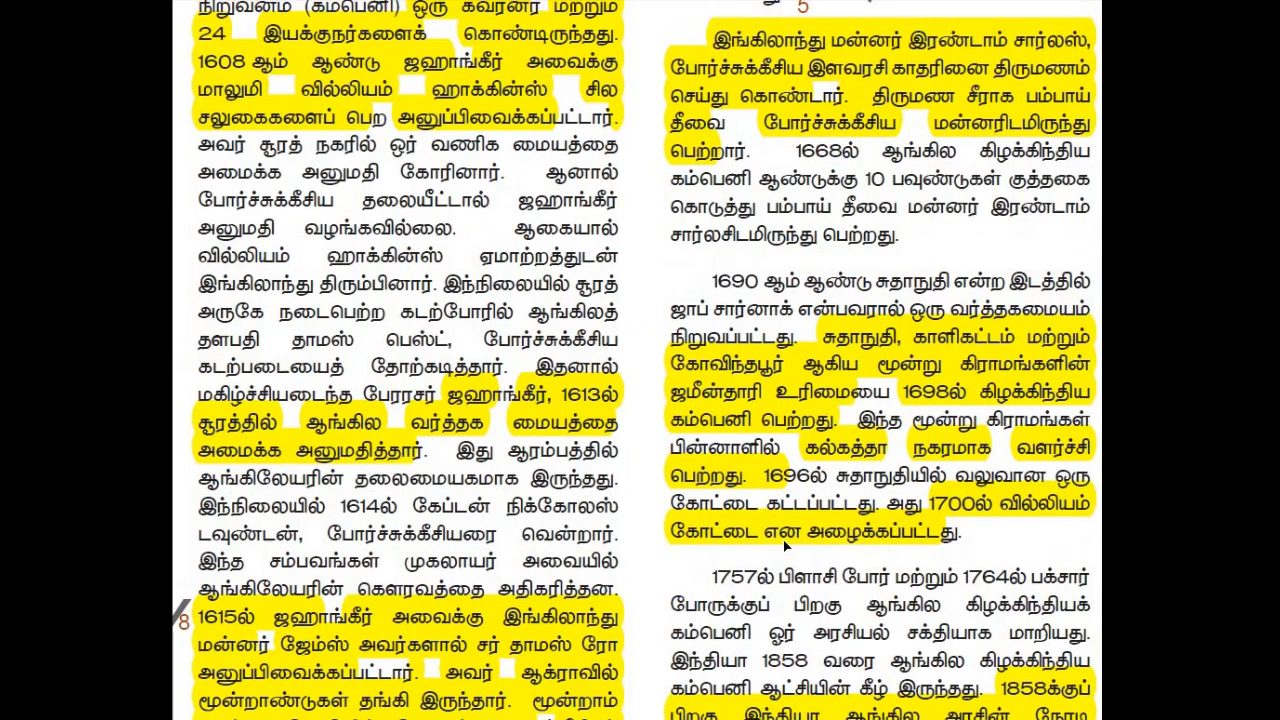 நிறுவனம் (கம்பெனி) ஒரு கவர்னர் மற்றும்
24 இயக்குநர்களைக் கொண்டிருந்தது.
1608 ஆம் ஆண்டு ஜஹாங்கீர் அவைக்கு
மாலுமி வில்லியம் ஹாக்கின்ஸ் சில
சலுகைகளைப் பெற அனுப்பிவைக்கப்பட்டார்.
அவர் சூரத் நகரில் ஓர் வணிக மையத்தை
அமைக்க அனுமதி கோரினார். ஆனால்
போர்ச்சுக்கீசிய தலையீட்டால் ஜஹாங்கீர்
அனுமதி வழங்கவில்லை. ஆகையால்
வில்லியம் ஹாக்கின்ஸ் ஏமாற்றத்துடன்
இங்கிலாந்து திரும்பினார். இந்நிலையில் சூரத்
அருகே நடைபெற்ற கடற்போரில் ஆங்கிலத்
தளபதி தாமஸ் பெஸ்ட், போர்ச்சுக்கீசிய
கடற்படையைத் தோற்கடித்தார். இதனால்
மகிழ்ச்சியடைந்த பேரரசர் ஜஹாங்கீர், 1613ல்
சூரத்தில் ஆங்கில வர்த்தக மையத்தை
அமைக்க அனுமதித்தார். இது ஆரம்பத்தில்
ஆங்கிலேயரின் தலைமையகமாக இருந்தது.
இந்நிலையில் 1614ல் கேப்டன் நிக்கோலஸ்
டவுண்டன், போர்ச்சுக்கீசியரை வென்றார்.
இந்த சம்பவங்கள் முகலாயர் அவையில்
ஆங்கிலேயரின் கௌரவத்தை அதிகரித்தன.
8
1615ல் ஜஹாங்கீர் அவைக்கு இங்கிலாந்து
மன்னர் ஜேம்ஸ் அவர்களால் சர் தாமஸ் ரோ
அனுப்பிவைக்கப்பட்டார். அவர் ஆக்ராவில்
மூன்றாண்டுகள் தங்கி இருந்தார். மூன்றாம்
5
இங்கிலாந்து மன்னர் இரண்டாம் சார்லஸ்,
போர்ச்சுக்கீசிய இளவரசி காதரினை திருமணம்
செய்து கொண்டார். திருமண சீராக பம்பாய்
தீவை போர்ச்சுக்கீசிய மன்னரிடமிருந்து
பெற்றார். 1668ல் ஆங்கில கிழக்கிந்திய
கம்பெனி ஆண்டுக்கு 10 பவுண்டுகள் குத்தகை
கொடுத்து பம்பாய் தீவை மன்னர் இரண்டாம்
சார்லசிடமிருந்து பெற்றது.
1690 ஆம் ஆண்டு சுதாநுதி என்ற இடத்தில்
ஜாப் சார்னாக் என்பவரால் ஒரு வர்த்தகமையம்
நிறுவப்பட்டது. சுதாநுதி, காளிகட்டம் மற்றும்
கோவிந்தபூர் ஆகிய மூன்று கிராமங்களின்
ஜமீன்தாரி உரிமையை 1698ல் கிழக்கிந்திய
கம்பெனி பெற்றது. இந்த மூன்று கிராமங்கள்
பின்னாளில் கல்கத்தா நகரமாக வளர்ச்சி
பெற்றது. 1696ல் சுதாநுதியில் வலுவான ஒரு
கோட்டை கட்டப்பட்டது. அது 1700ல் வில்லியம்
கோட்டை என அழைக்கப்பட்டது.
1757ல் பிளாசி போர் மற்றும் 1764ல் பக்சார்
போருக்குப் பிறகு ஆங்கில கிழக்கிந்தியக்
கம்பெனி ஓர் அரசியல் சக்தியாக மாறியது.
இந்தியா 1858 வரை ஆங்கில கிழக்கிந்திய
கம்பெனி ஆட்சியின் கீழ் இருந்தது. 1858க்குப்
பிறகு இந்தியா ஆங்கில அரசின் நேரடி